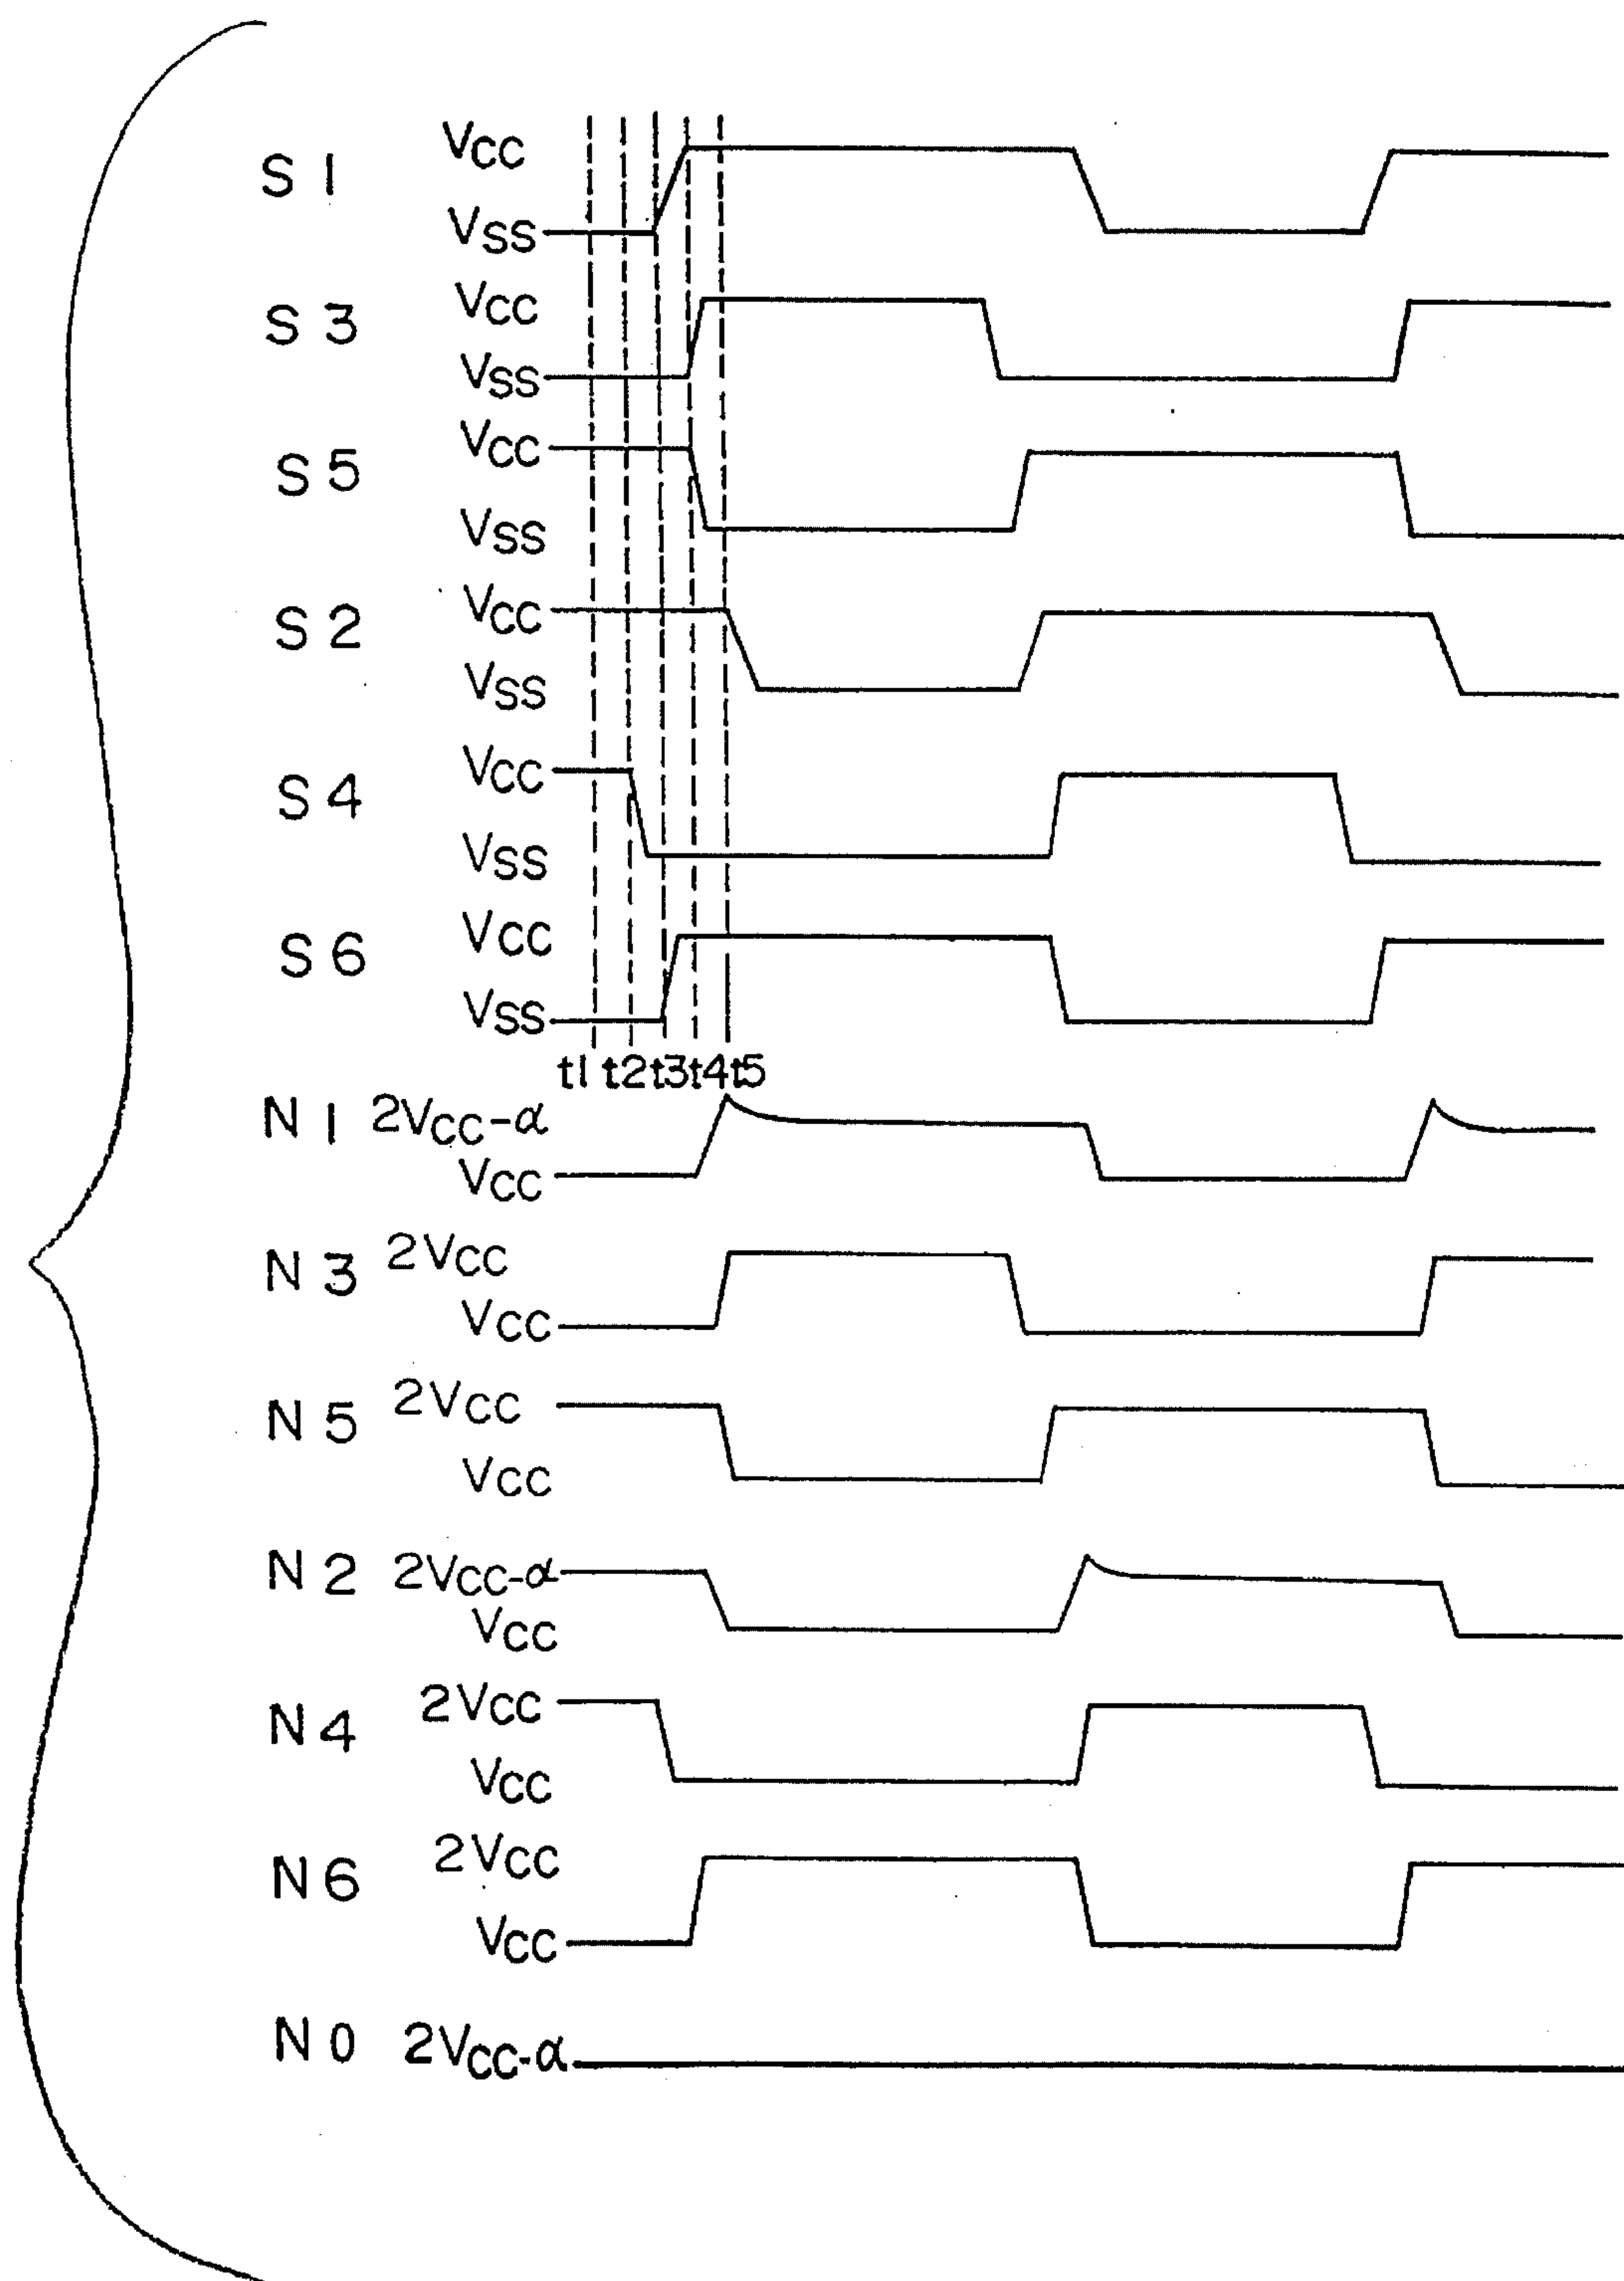 S1 VCC
VSS
S3 VCC
VSS
S5 VCC
VSS
S2 VCC
VSS
S4 VCC
VSS
S6 VCC
VSS
t1 t2 t3 t4 t5
N1 2VCC-α
VCC
N3 2VCC
VCC
N5 2VCC
VCC
N2 2VCC-α
VCC
N4 2VCC
VCC
N6 2VCC
VCC
N0 2VCC-α